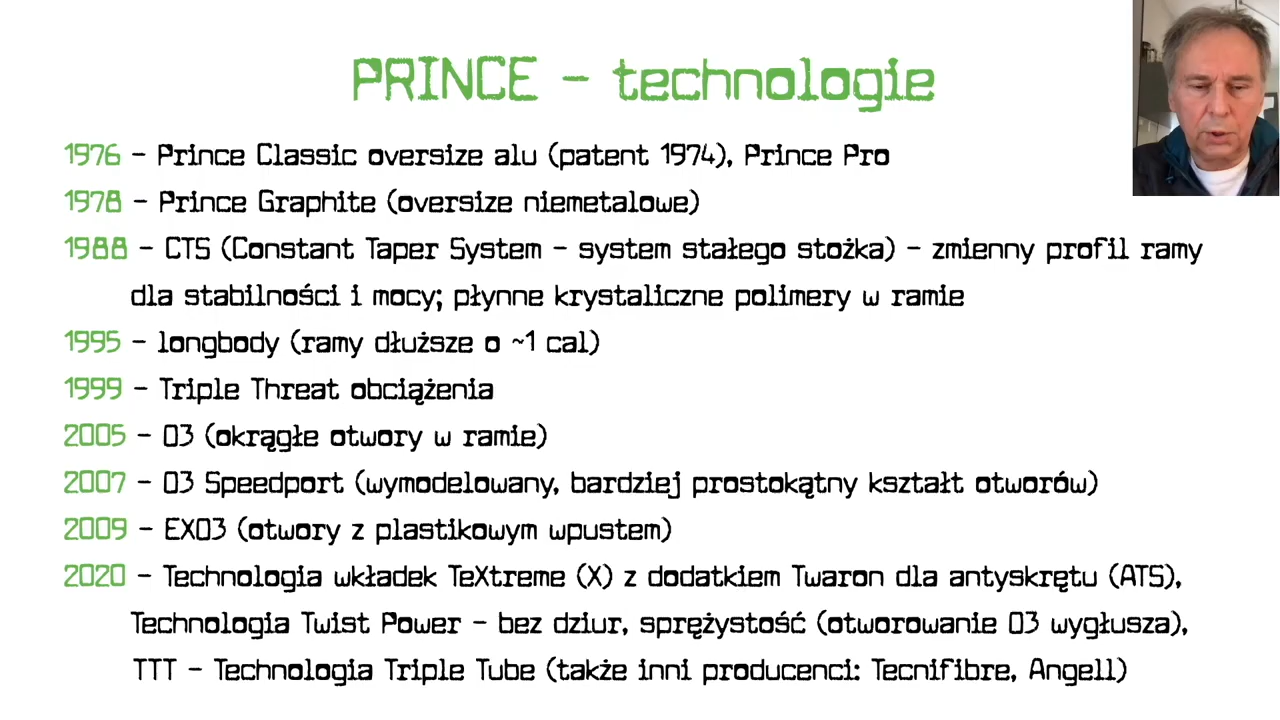 PRINCE - technologie
1976 - Prince Classic oversize alu (patent 1974), Prince Pro
1978 - Prince Graphite (oversize niemetalowe)
1988 - CTS (Constant Taper System - system stałego stożka) - zmienny profil ramy
dla stabilności i mocy; płynne krystaliczne polimery w ramie
1995 - longbody (ramy dłuższe o ~1 cal)
1999 - Triple Threat obciążenia
2005 - O3 (okrągłe otwory w ramie)
2007 - O3 Speedport (wymodelowany, bardziej prostokątny kształt otworów)
2009 - EXO3 (otwory z plastikowym wpustem)
2020 - Technologia wkładek TeXtreme (X) z dodatkiem Twaron dla antyskrętu (ATS),
Technologia Twist Power - bez dziur, sprężystość (otworowanie O3 wygłusza),
TTT - Technologia Triple Tube (także inni producenci: Tecnifibre, Angell)